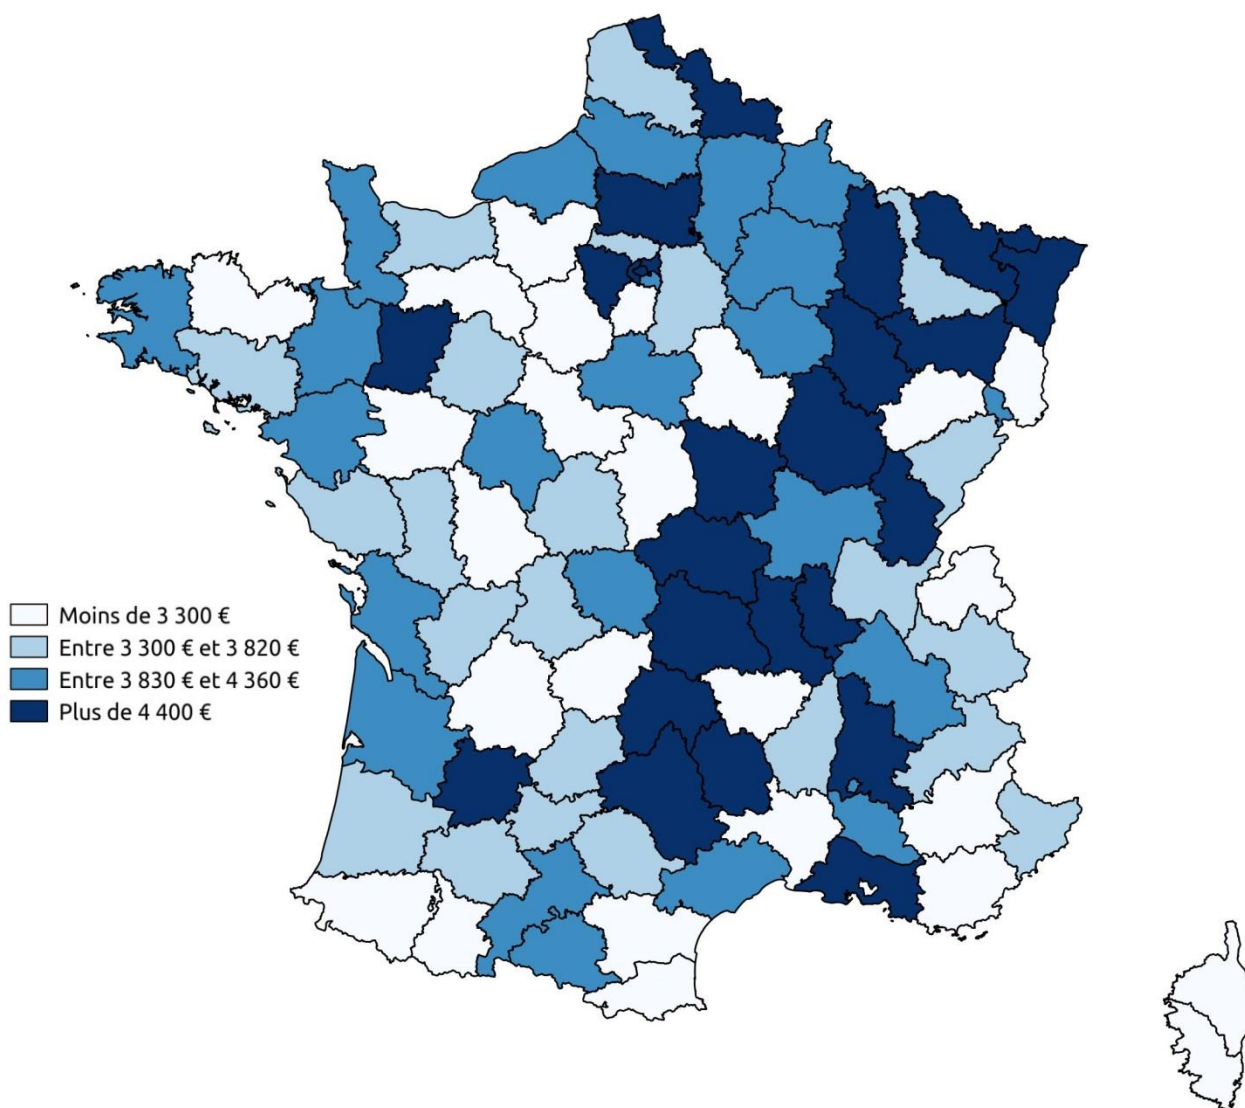 Moins de 3 300 €
Entre 3 300 € et 3 820 €
Entre 3 830 € et 4 360 €
Plus de 4 400 €